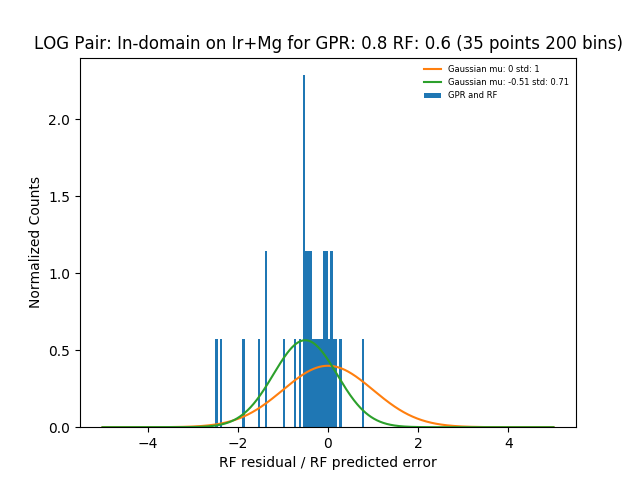 LOG Pair: In-domain on Ir+Mg for GPR: 0.8 RF: 0.6 (35 points 200 bins)
Gaussian mu: 0 std: 1
Gaussian mu: -0.51 std: 0.71
GPR and RF
Normalized Counts
2.0
1.5
1.0
0.5
0.0
−4 −2 0 2 4
RF residual / RF predicted error